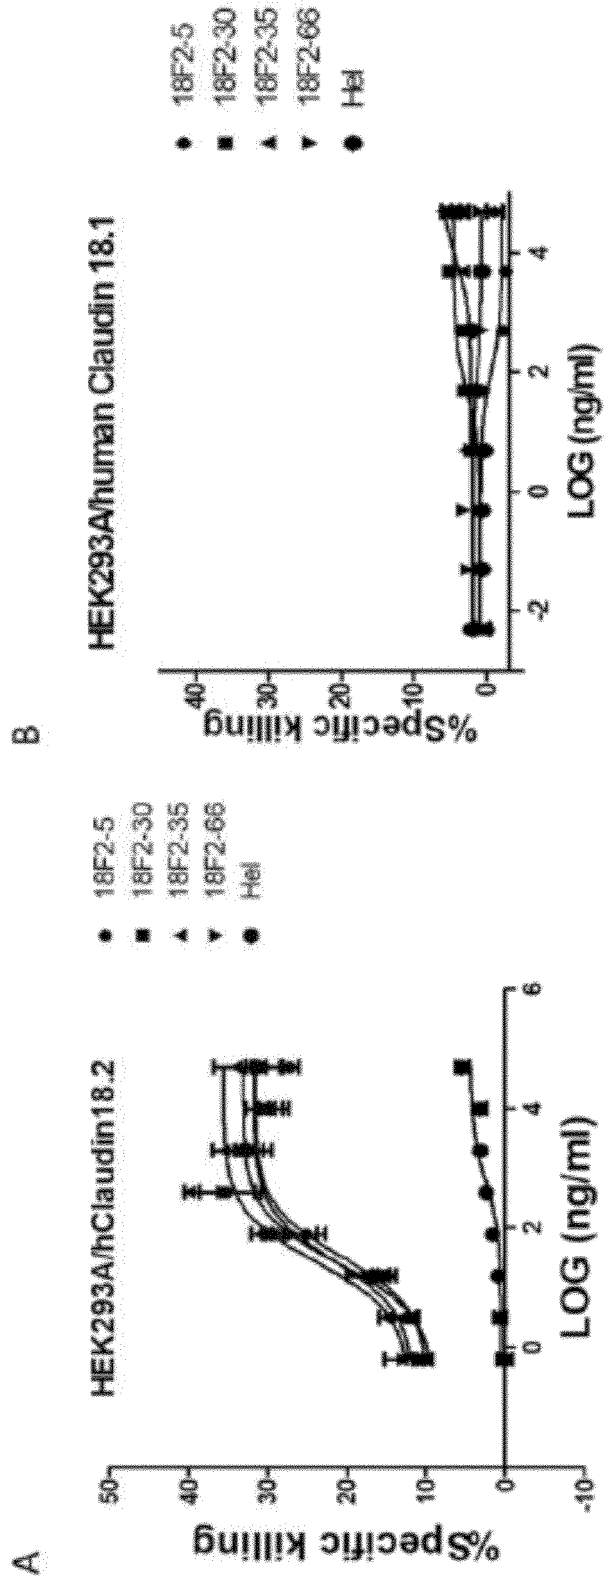 A
HEK293A/hClaudin18.2
50
40
30
20
10
0
-10
%Specific killing
0
2
4
6
LOG (ng/ml)
18F2-5
18F2-30
18F2-35
18F2-66
Hel
B
HEK293A/human Claudin 18.1
40
30
20
10
0
%Specific killing
-2
0
2
4
LOG (ng/ml)
18F2-5
18F2-30
18F2-35
18F2-66
Hel